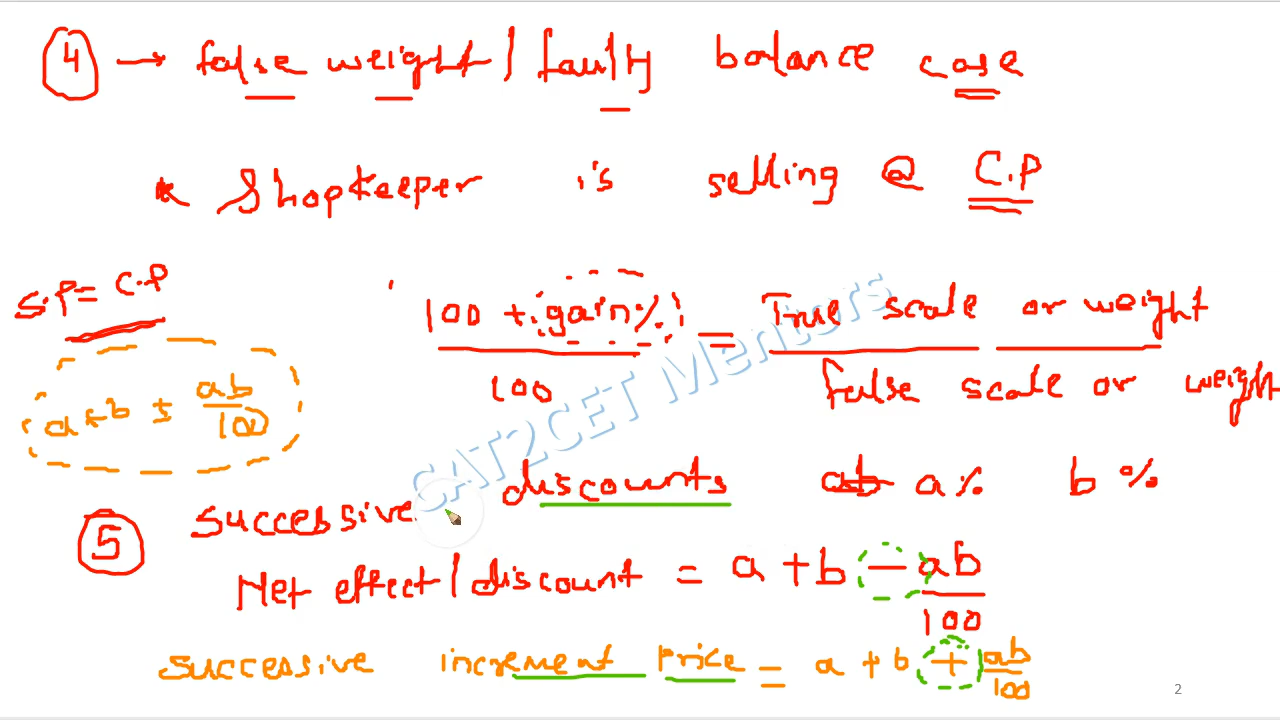 4 → false weight / faulty balance case
* Shopkeeper is selling @ C.P
S.P = C.P
100 + gain% / 100 = True scale or weight / false scale or weight
a + b ± ab/100
SAT2CET Mentors
5 successive discounts ab a% b%
Net effect / discount = a + b - ab/100
successive increment price = a + b + ab/100
2